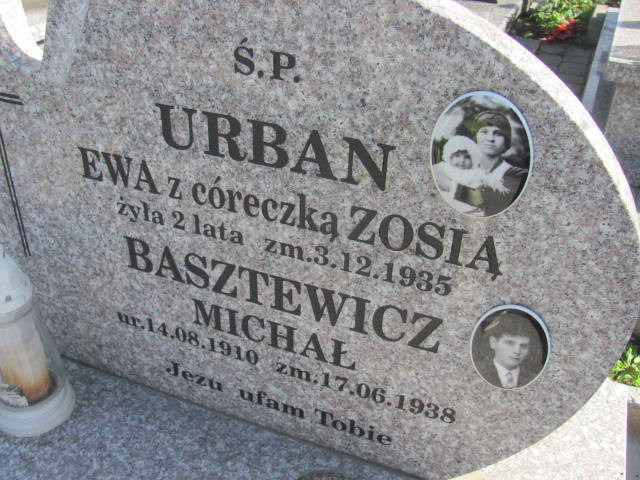 Ś.P.
URBAN
EWA z córeczką ZOSIĄ
żyła 2 lata zm.3.12.1935
BASZTEWICZ
MICHAŁ
ur.14.08.1910 zm.17.06.1938
Jezu ufam Tobie